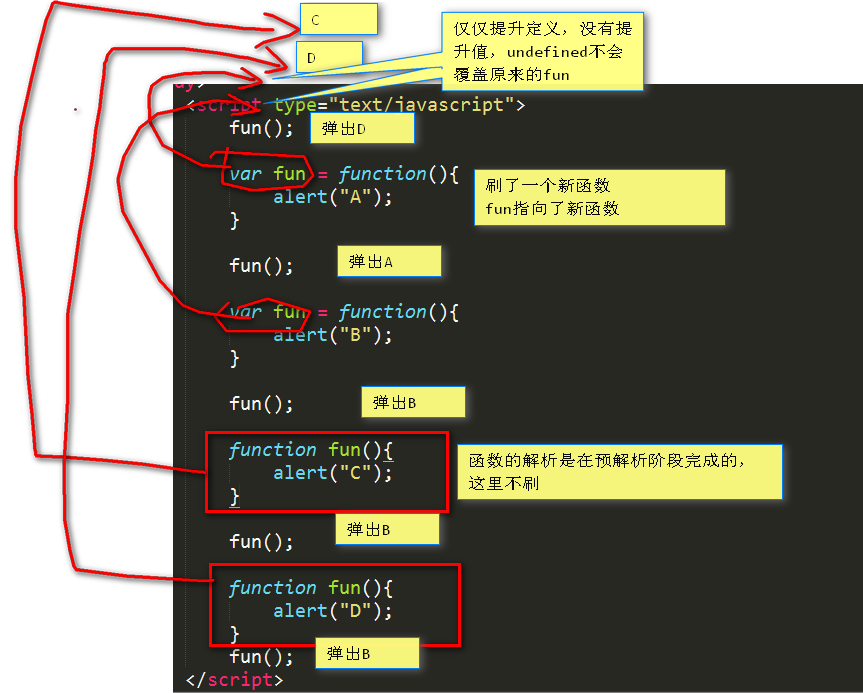 C
D
仅仅提升定义，没有提
升值，undefined不会
覆盖原来的fun
dy>
<script type="text/javascript">
fun();
弹出D
var fun = function(){
alert("A");
}
刷了一个新函数
fun指向了新函数
fun();
弹出A
var fun = function(){
alert("B");
}
fun();
弹出B
function fun(){
alert("C");
}
函数的解析是在预解析阶段完成的，
这里不刷
fun();
弹出B
function fun(){
alert("D");
}
fun();
弹出B
</script>